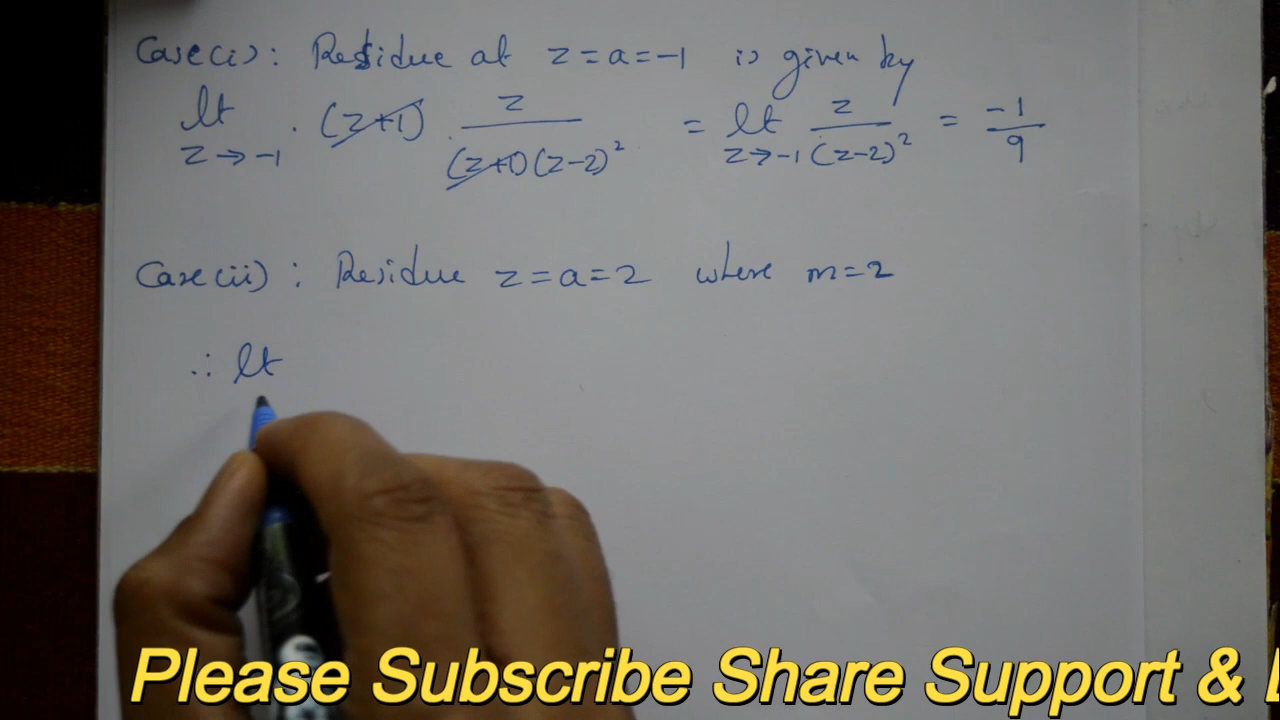 Case(i): Residue at z=a=-1 is given by
lt z→-1 . (z+1) z/(z+1)(z-2)² = lt z→-1 z/(z-2)² = -1/9
Case(ii): Residue z=a=2 where m=2
∴ lt
Please Subscribe Share Support &